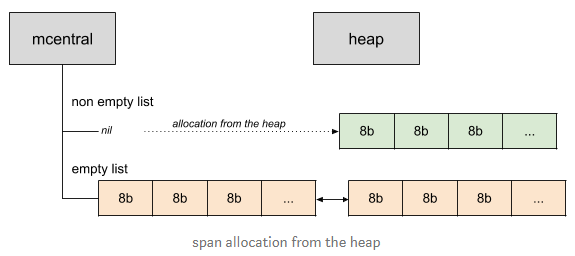 mcentral
heap
non empty list
nil
allocation from the heap
8b 8b 8b ...
empty list
8b 8b 8b ... 8b 8b 8b ...
span allocation from the heap